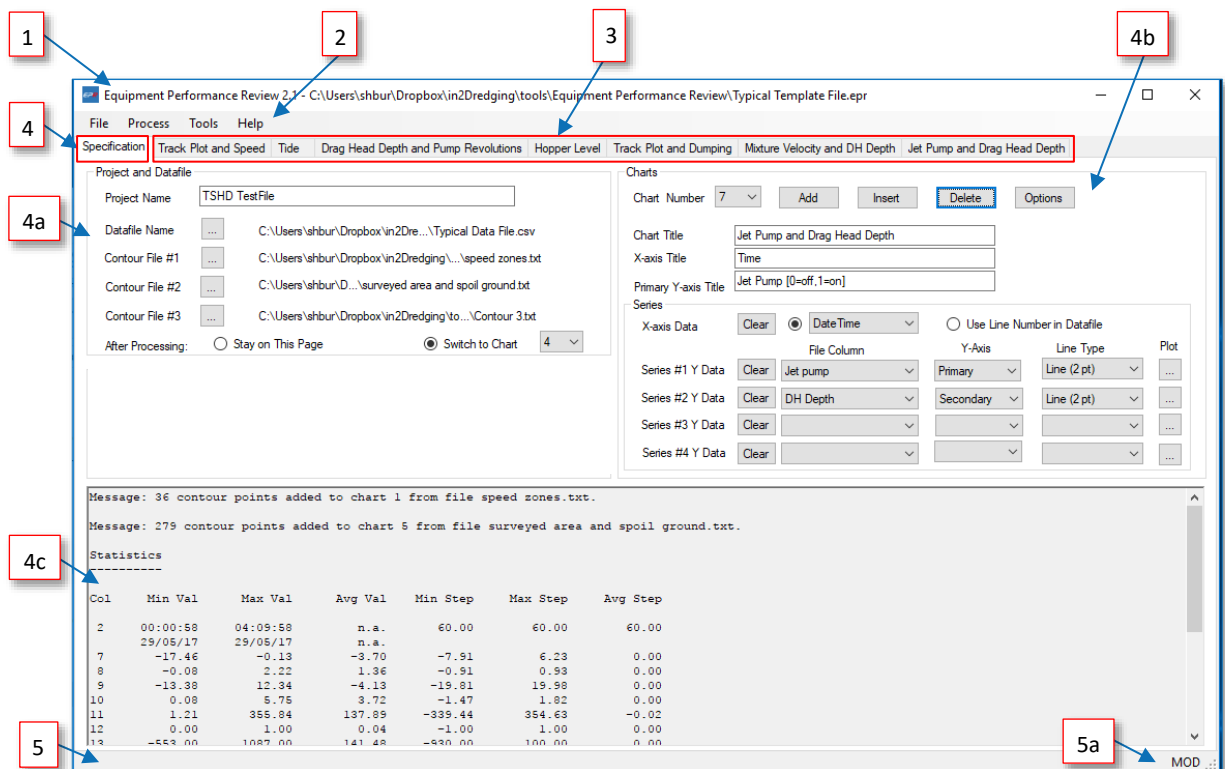 1
2
3
4b
Equipment Performance Review 2.1 - C:\Users\shbur\Dropbox\in2Dredging\tools\Equipment Performance Review\Typical Template File.epr
4
File Process Tools Help
Specification Track Plot and Speed Tide Drag Head Depth and Pump Revolutions Hopper Level Track Plot and Dumping Mixture Velocity and DH Depth Jet Pump and Drag Head Depth
4a
Project and Datafile
Project Name TSHD TestFile
Datafile Name ... C:\Users\shbur\Dropbox\in2Dre...\Typical Data File.csv
Contour File #1 ... C:\Users\shbur\Dropbox\in2Dredging\...\speed zones.txt
Contour File #2 ... C:\Users\shbur\D...\surveyed area and spoil ground.txt
Contour File #3 ... C:\Users\shbur\Dropbox\in2Dredging\to...\Contour 3.txt
After Processing: Stay on This Page Switch to Chart 4
Charts
Chart Number 7 Add Insert Delete Options
Chart Title Jet Pump and Drag Head Depth
X-axis Title Time
Primary Y-axis Title Jet Pump [0=off,1=on]
Series
X-axis Data Clear DateTime Use Line Number in Datafile
File Column Y-Axis Line Type Plot
Series #1 Y Data Clear Jet pump Primary Line (2 pt) ...
Series #2 Y Data Clear DH Depth Secondary Line (2 pt) ...
Series #3 Y Data Clear ...
Series #4 Y Data Clear ...
Message: 36 contour points added to chart 1 from file speed zones.txt.
Message: 279 contour points added to chart 5 from file surveyed area and spoil ground.txt.
4c
Statistics
----------
Col Min Val Max Val Avg Val Min Step Max Step Avg Step
2 00:00:58 04:09:58 n.a. 60.00 60.00 60.00
29/05/17 29/05/17 n.a.
7 -17.46 -0.13 -3.70 -7.91 6.23 0.00
8 -0.08 2.22 1.36 -0.91 0.93 0.00
9 -13.38 12.34 -4.13 -19.81 19.98 0.00
10 0.08 5.75 3.72 -1.47 1.82 0.00
11 1.21 355.84 137.89 -339.44 354.63 -0.02
12 0.00 1.00 0.04 -1.00 1.00 0.00
13 -553.00 1087.00 141.48 -930.00 100.00 0.00
5
5a
MOD